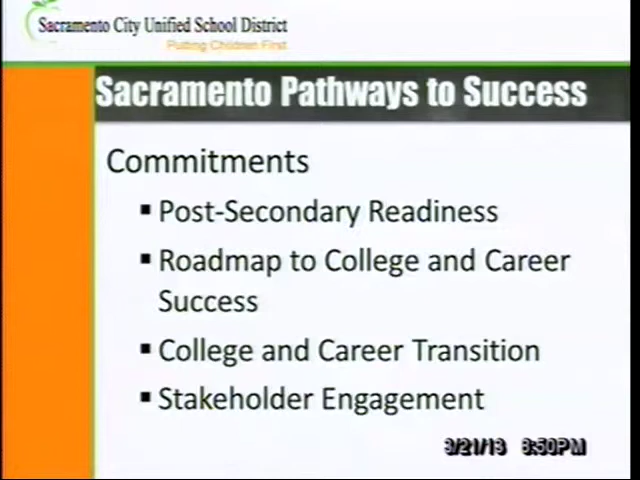 Sacramento City Unified School District
Putting Children First
Sacramento Pathways to Success
Commitments
▪ Post-Secondary Readiness
▪ Roadmap to College and Career
Success
▪ College and Career Transition
▪ Stakeholder Engagement
3/21/13 8:50PM